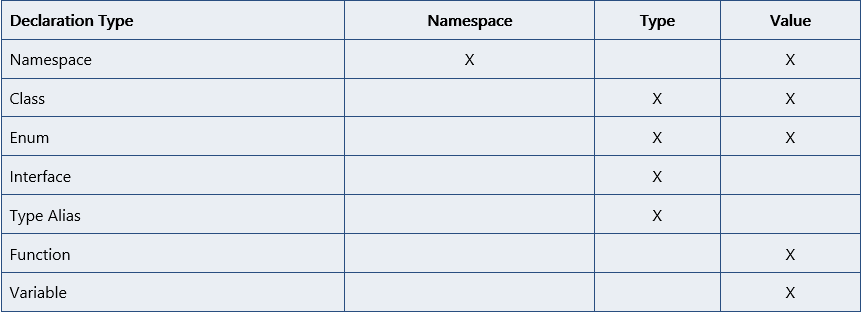 Declaration Type Namespace Type Value
Namespace X X
Class X X
Enum X X
Interface X
Type Alias X
Function X
Variable X